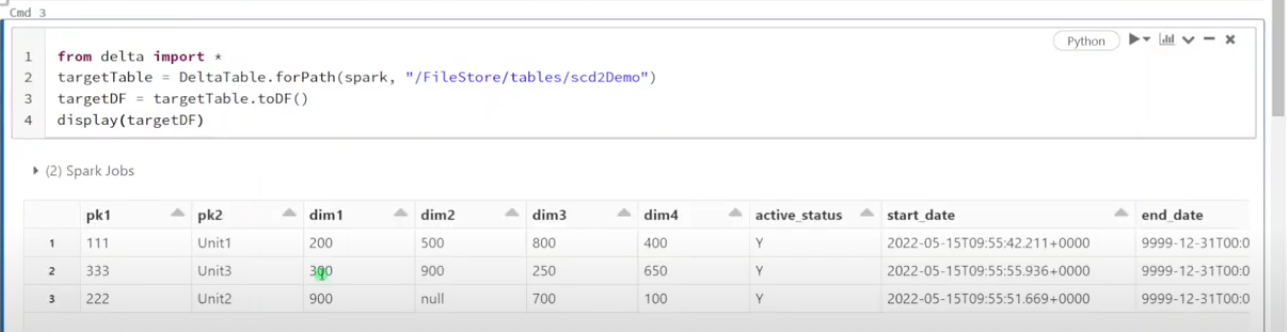 Cmd 3
Python
1 from delta import *
2 targetTable = DeltaTable.forPath(spark, "/FileStore/tables/scd2Demo")
3 targetDF = targetTable.toDF()
4 display(targetDF)
(2) Spark Jobs
pk1 pk2 dim1 dim2 dim3 dim4 active_status start_date end_date
1 111 Unit1 200 500 800 400 Y 2022-05-15T09:55:42.211+0000 9999-12-31T00:0
2 333 Unit3 300 900 250 650 Y 2022-05-15T09:55:55.936+0000 9999-12-31T00:0
3 222 Unit2 900 null 700 100 Y 2022-05-15T09:55:51.669+0000 9999-12-31T00:0